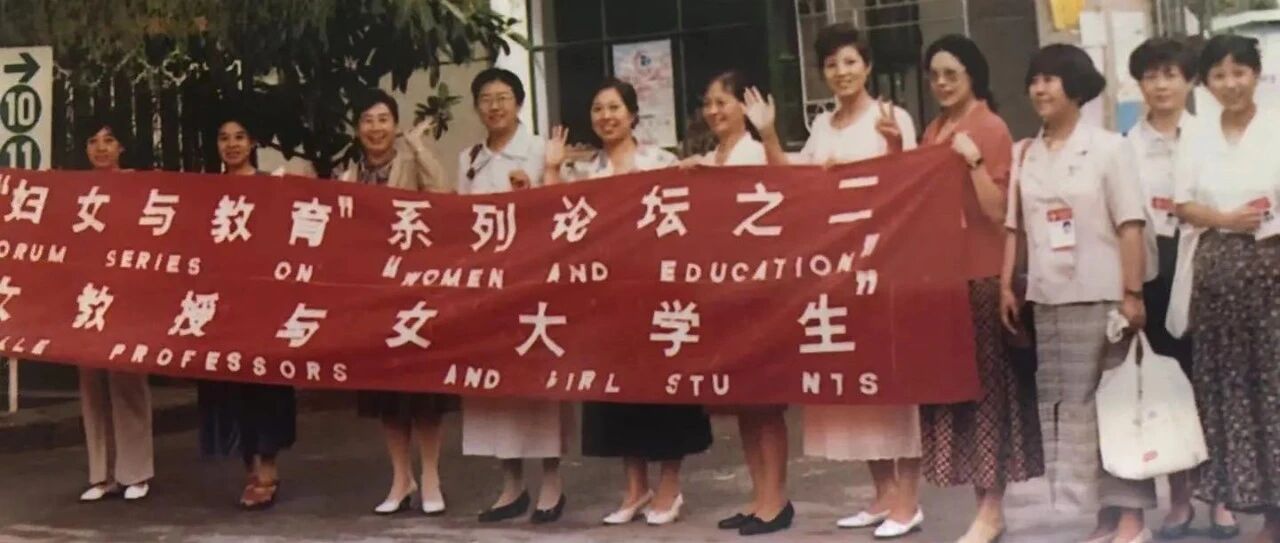 →
10
11
"妇女与教育"系列论坛之二
ORUM SERIES ON "WOMEN AND EDUCATION"
女教授与女大学生"
PROFESSORS AND GIRL STU NTS